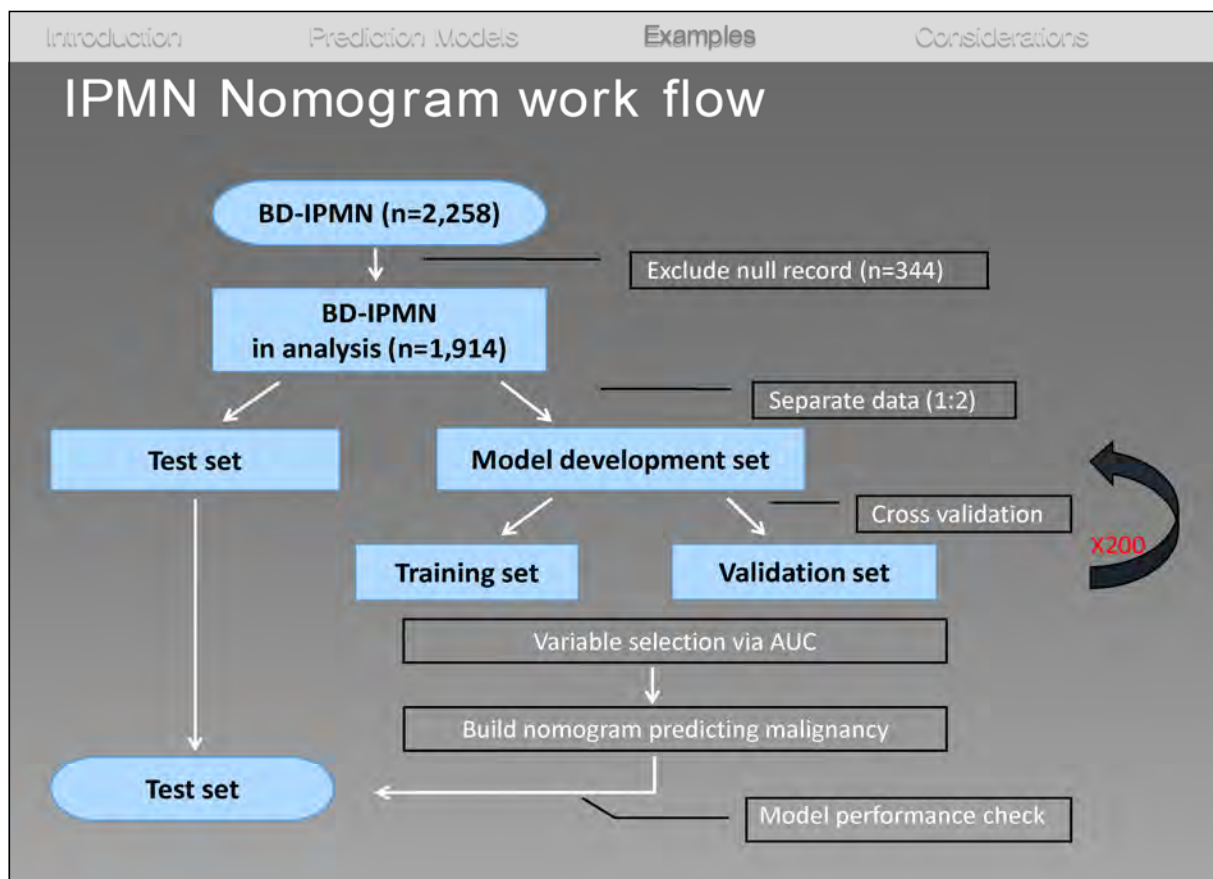 Introduction
Prediction Models
Examples
Considerations
IPMN Nomogram work flow
BD-IPMN (n=2,258)
Exclude null record (n=344)
BD-IPMN
in analysis (n=1,914)
Separate data (1:2)
Test set
Model development set
Cross validation
X200
Training set
Validation set
Variable selection via AUC
Build nomogram predicting malignancy
Test set
Model performance check